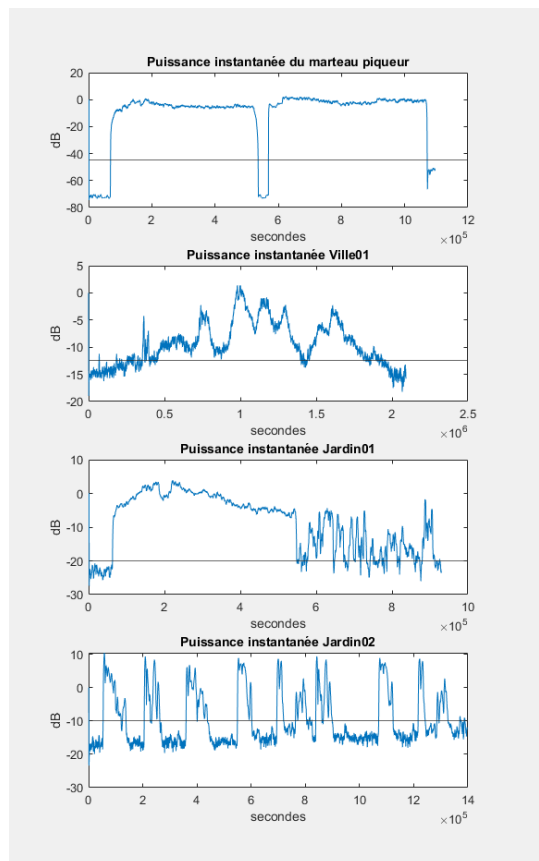 Puissance instantanée du marteau piqueur
20
0
-20
-40
-60
-80
dB
0 2 4 6 8 10 12
secondes
×10^5
Puissance instantanée Ville01
5
0
-5
-10
-15
-20
dB
0 0.5 1 1.5 2 2.5
secondes
×10^6
Puissance instantanée Jardin01
10
0
-10
-20
-30
dB
0 2 4 6 8 10
secondes
×10^5
Puissance instantanée Jardin02
10
0
-10
-20
-30
dB
0 2 4 6 8 10 12 14
secondes
×10^5